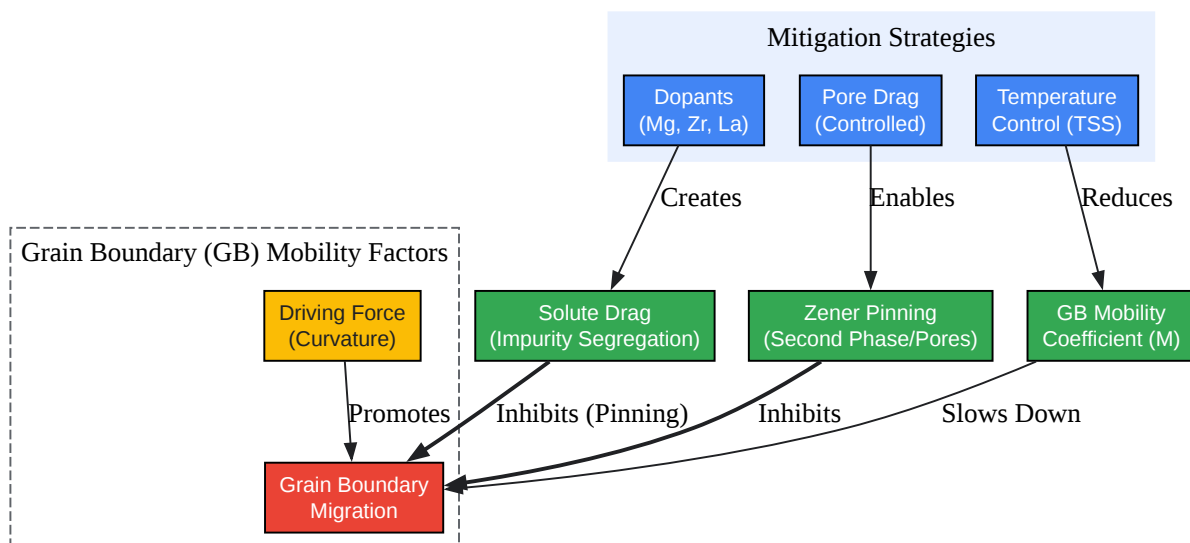 Mitigation Strategies
Dopants
(Mg, Zr, La)
Pore Drag
(Controlled)
Temperature
Control (TSS)
Creates
Enables
Reduces
Grain Boundary (GB) Mobility Factors
Driving Force
(Curvature)
Solute Drag
(Impurity Segregation)
Zener Pinning
(Second Phase/Pores)
GB Mobility
Coefficient (M)
Promotes
Inhibits (Pinning)
Inhibits
Slows Down
Grain Boundary
Migration